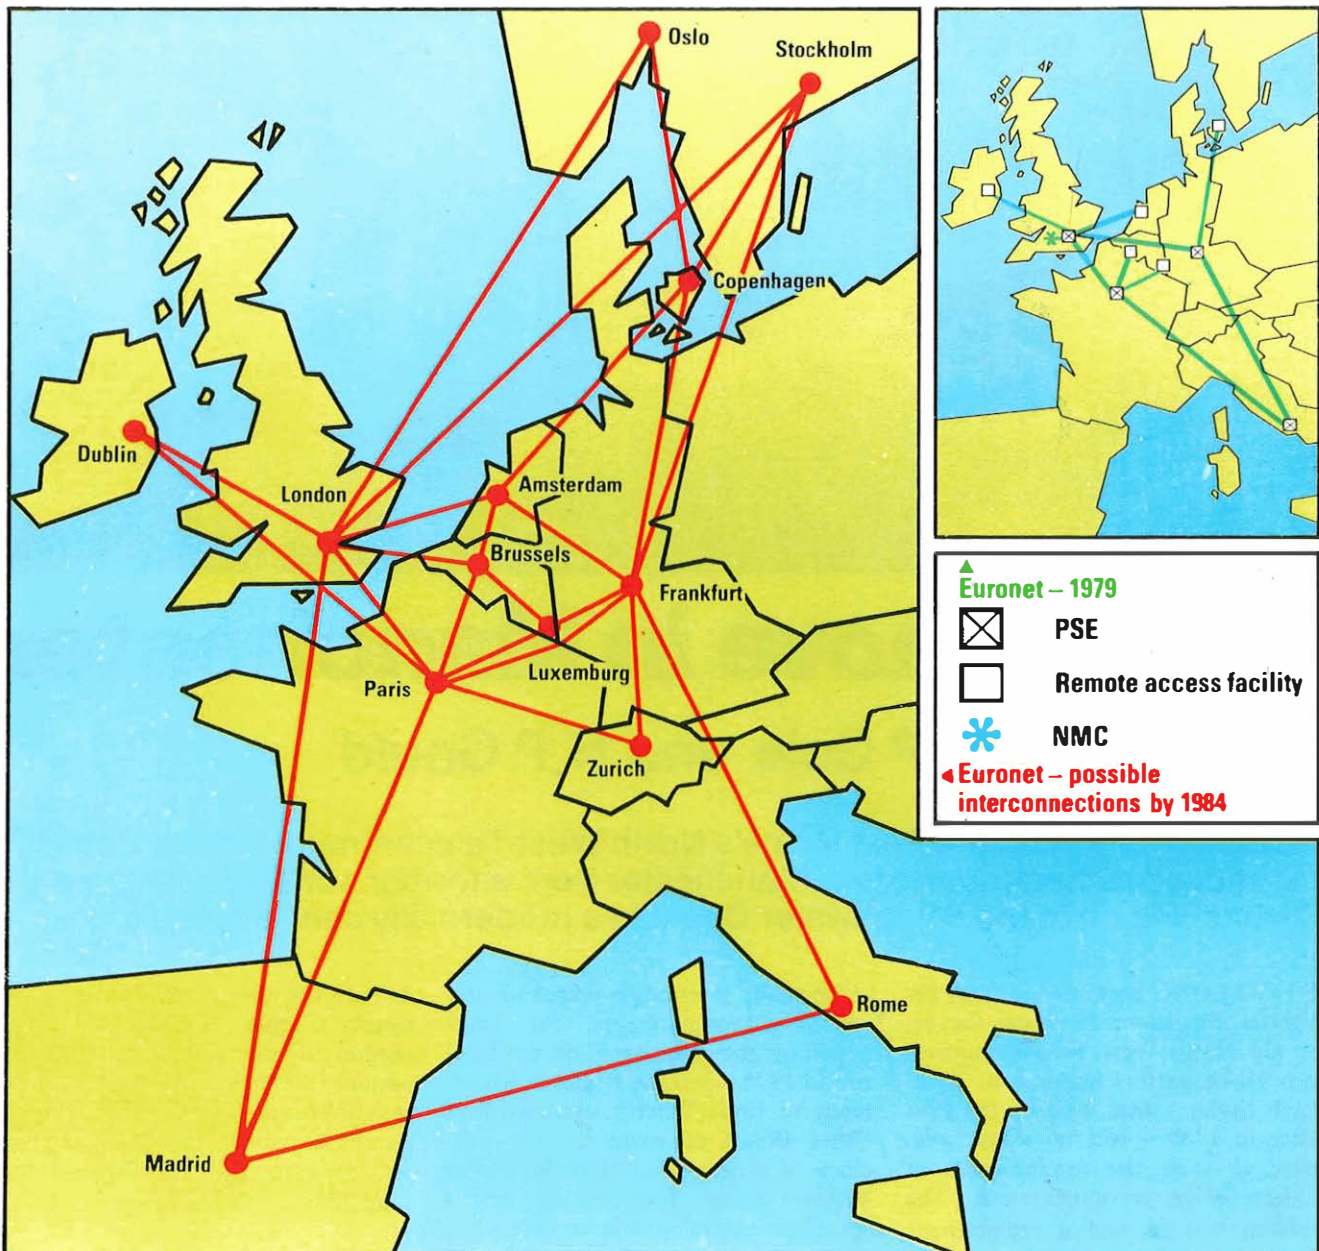 Oslo
Stockholm
Copenhagen
Dublin
London
Amsterdam
Brussels
Frankfurt
Luxemburg
Paris
Zurich
Rome
Madrid
Euronet – 1979
PSE
Remote access facility
NMC
Euronet – possible
interconnections by 1984